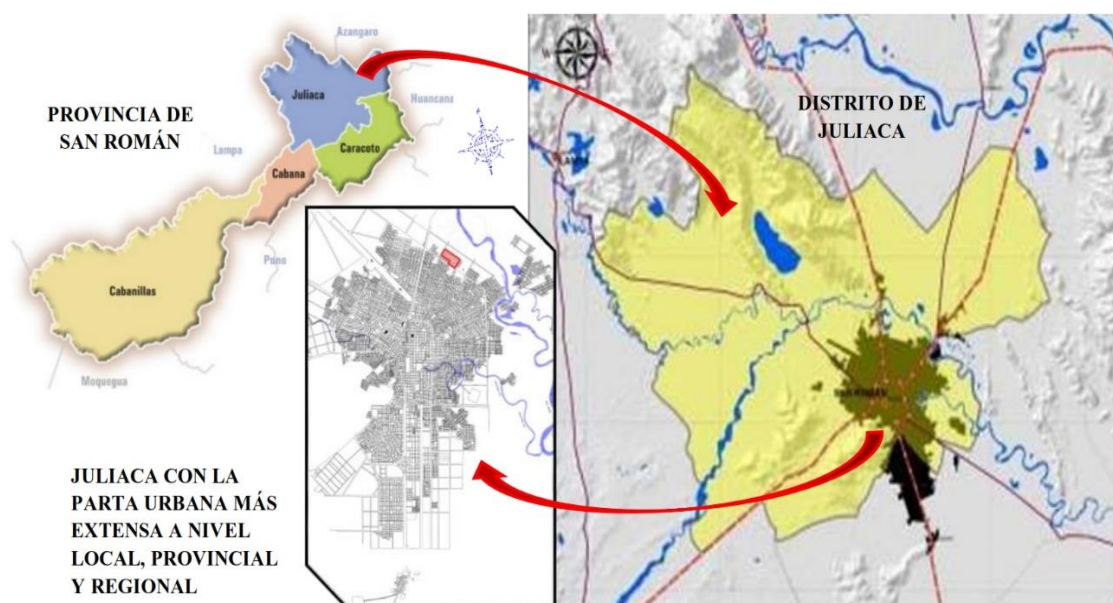 PROVINCIA DE
SAN ROMÁN
Azangaro
Juliaca
Huancanz
Caracoto
Lampa
Cabana
Puno
Cabanillas
Moquegua
DISTRITO DE
JULIACA
JULIACA CON LA
PARTA URBANA MÁS
EXTENSA A NIVEL
LOCAL, PROVINCIAL
Y REGIONAL